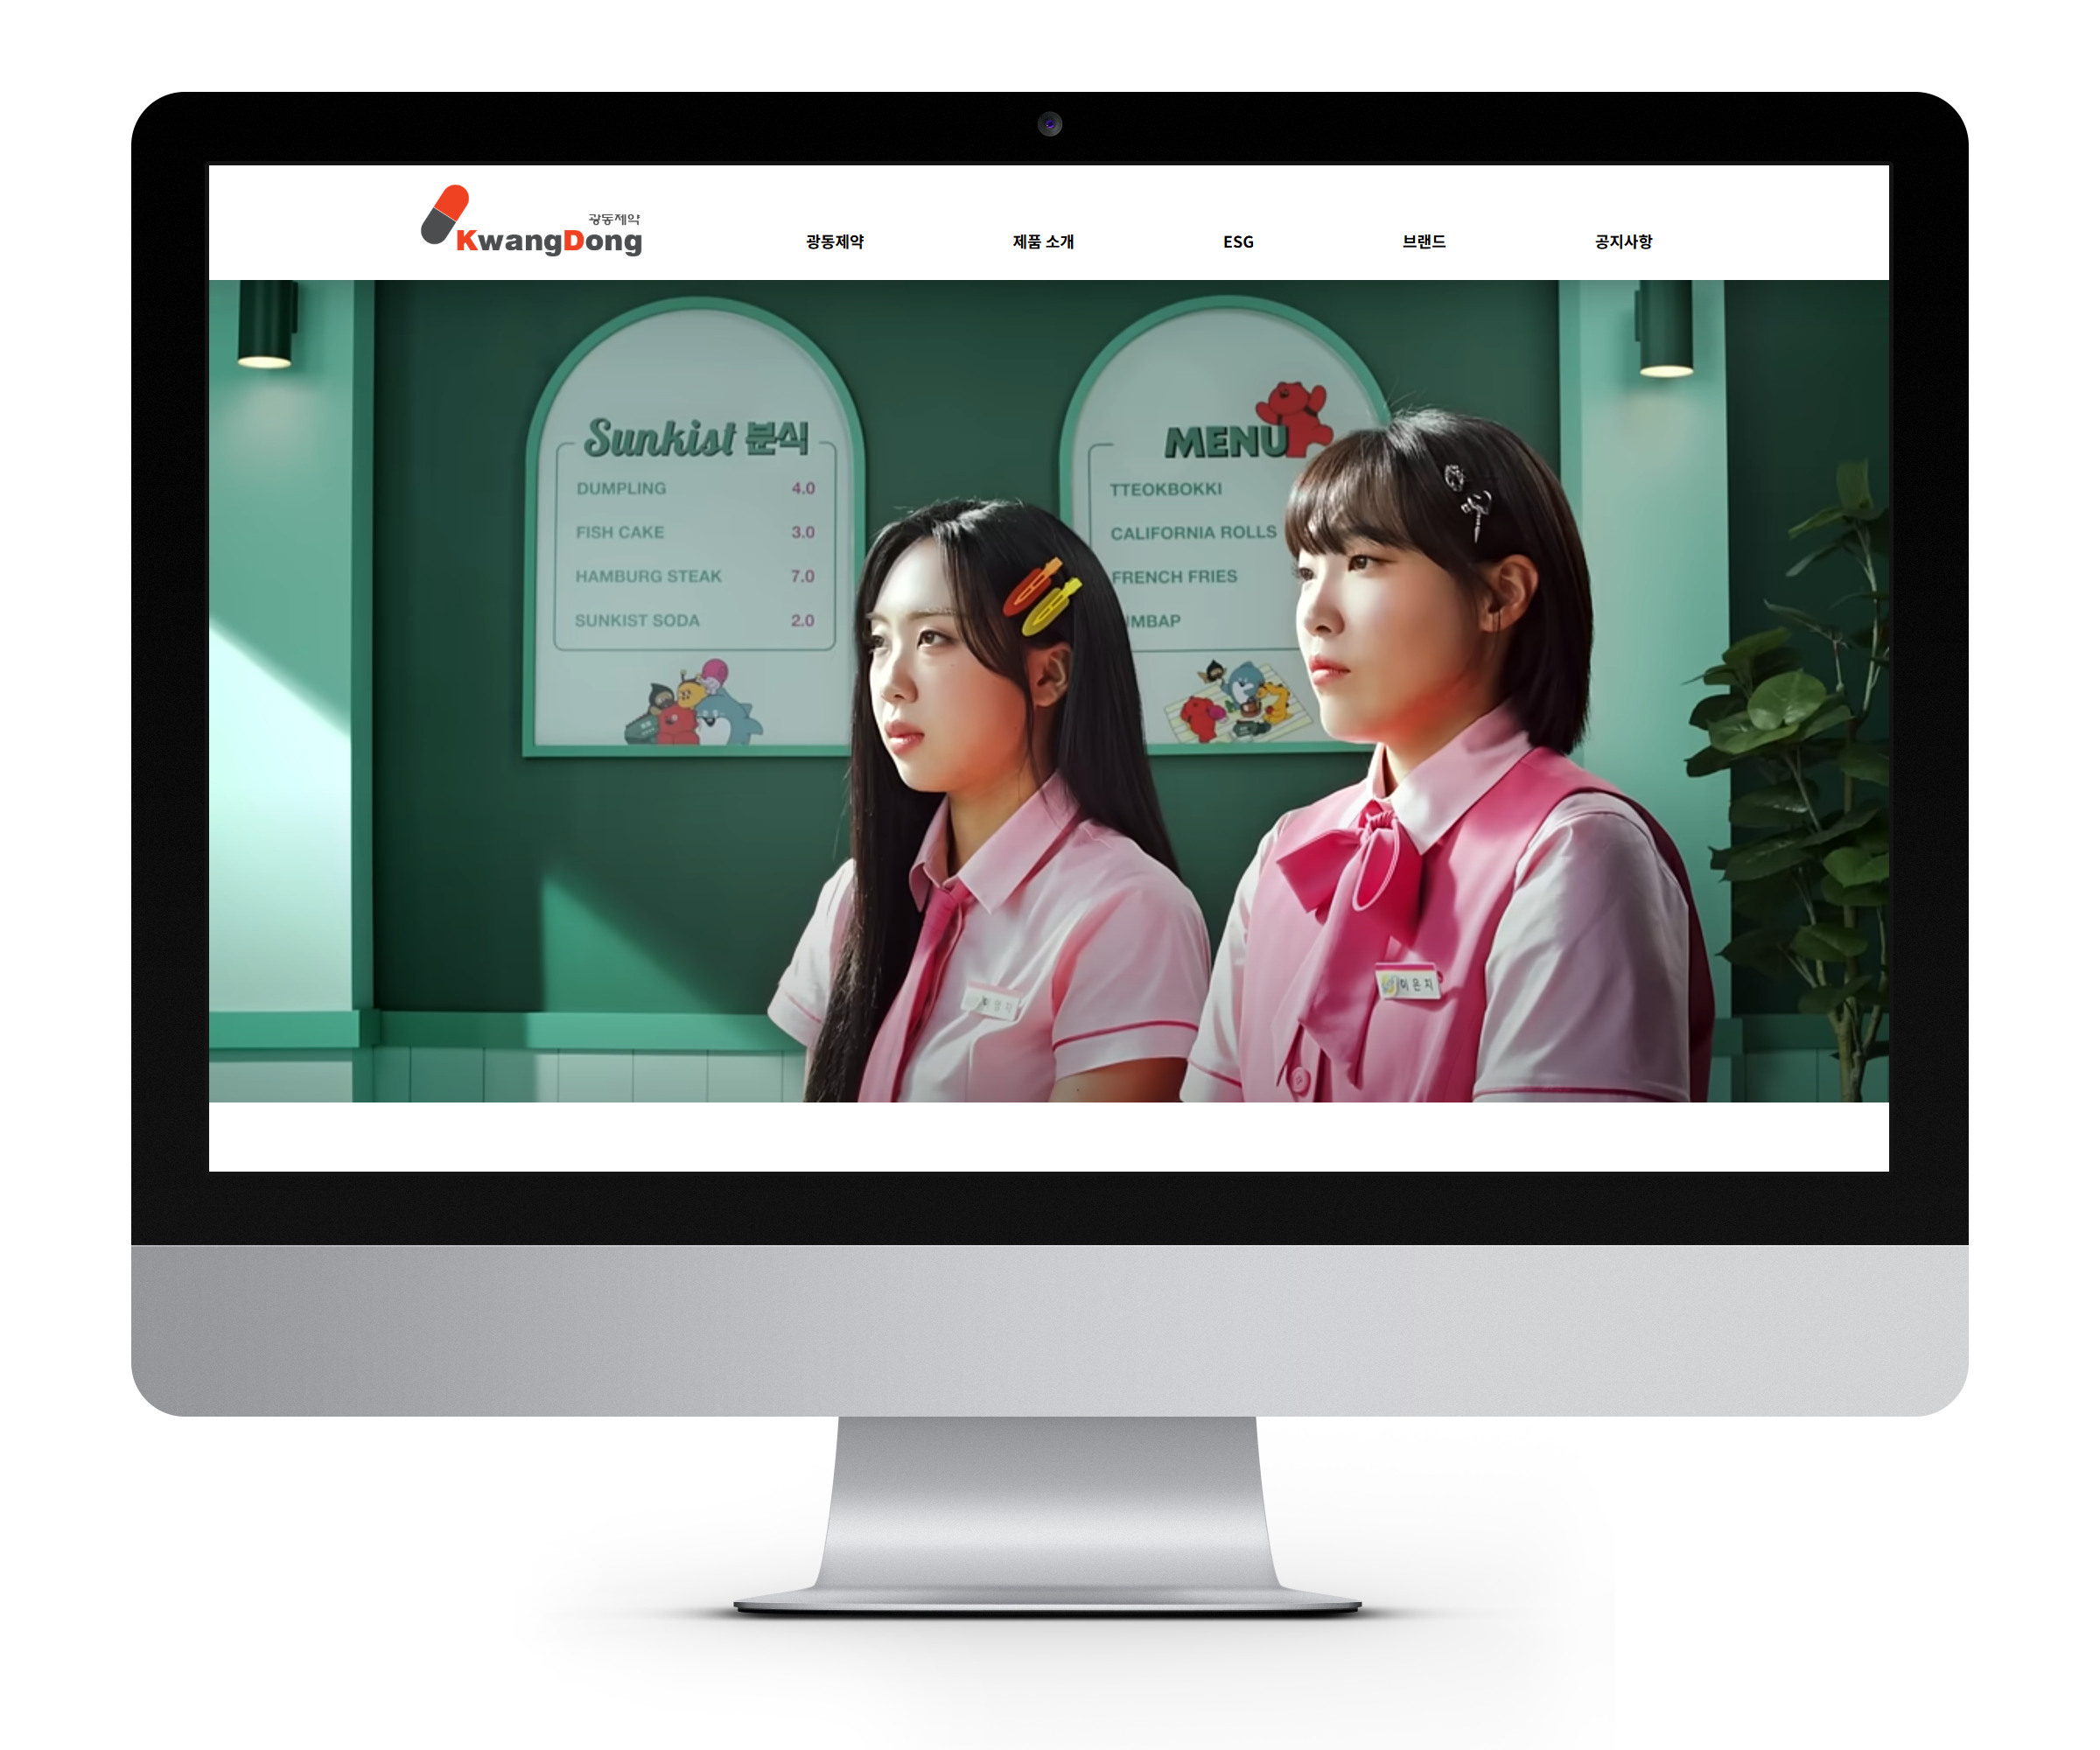 광동제약
KwangDong
광동제약 제품 소개 ESG 브랜드 공지사항
Sunkist 분식
DUMPLING 4.0
FISH CAKE 3.0
HAMBURG STEAK 7.0
SUNKIST SODA 2.0
MENU
TTEOKBOKKI
CALIFORNIA ROLLS
FRENCH FRIES
IMBAP
이은지